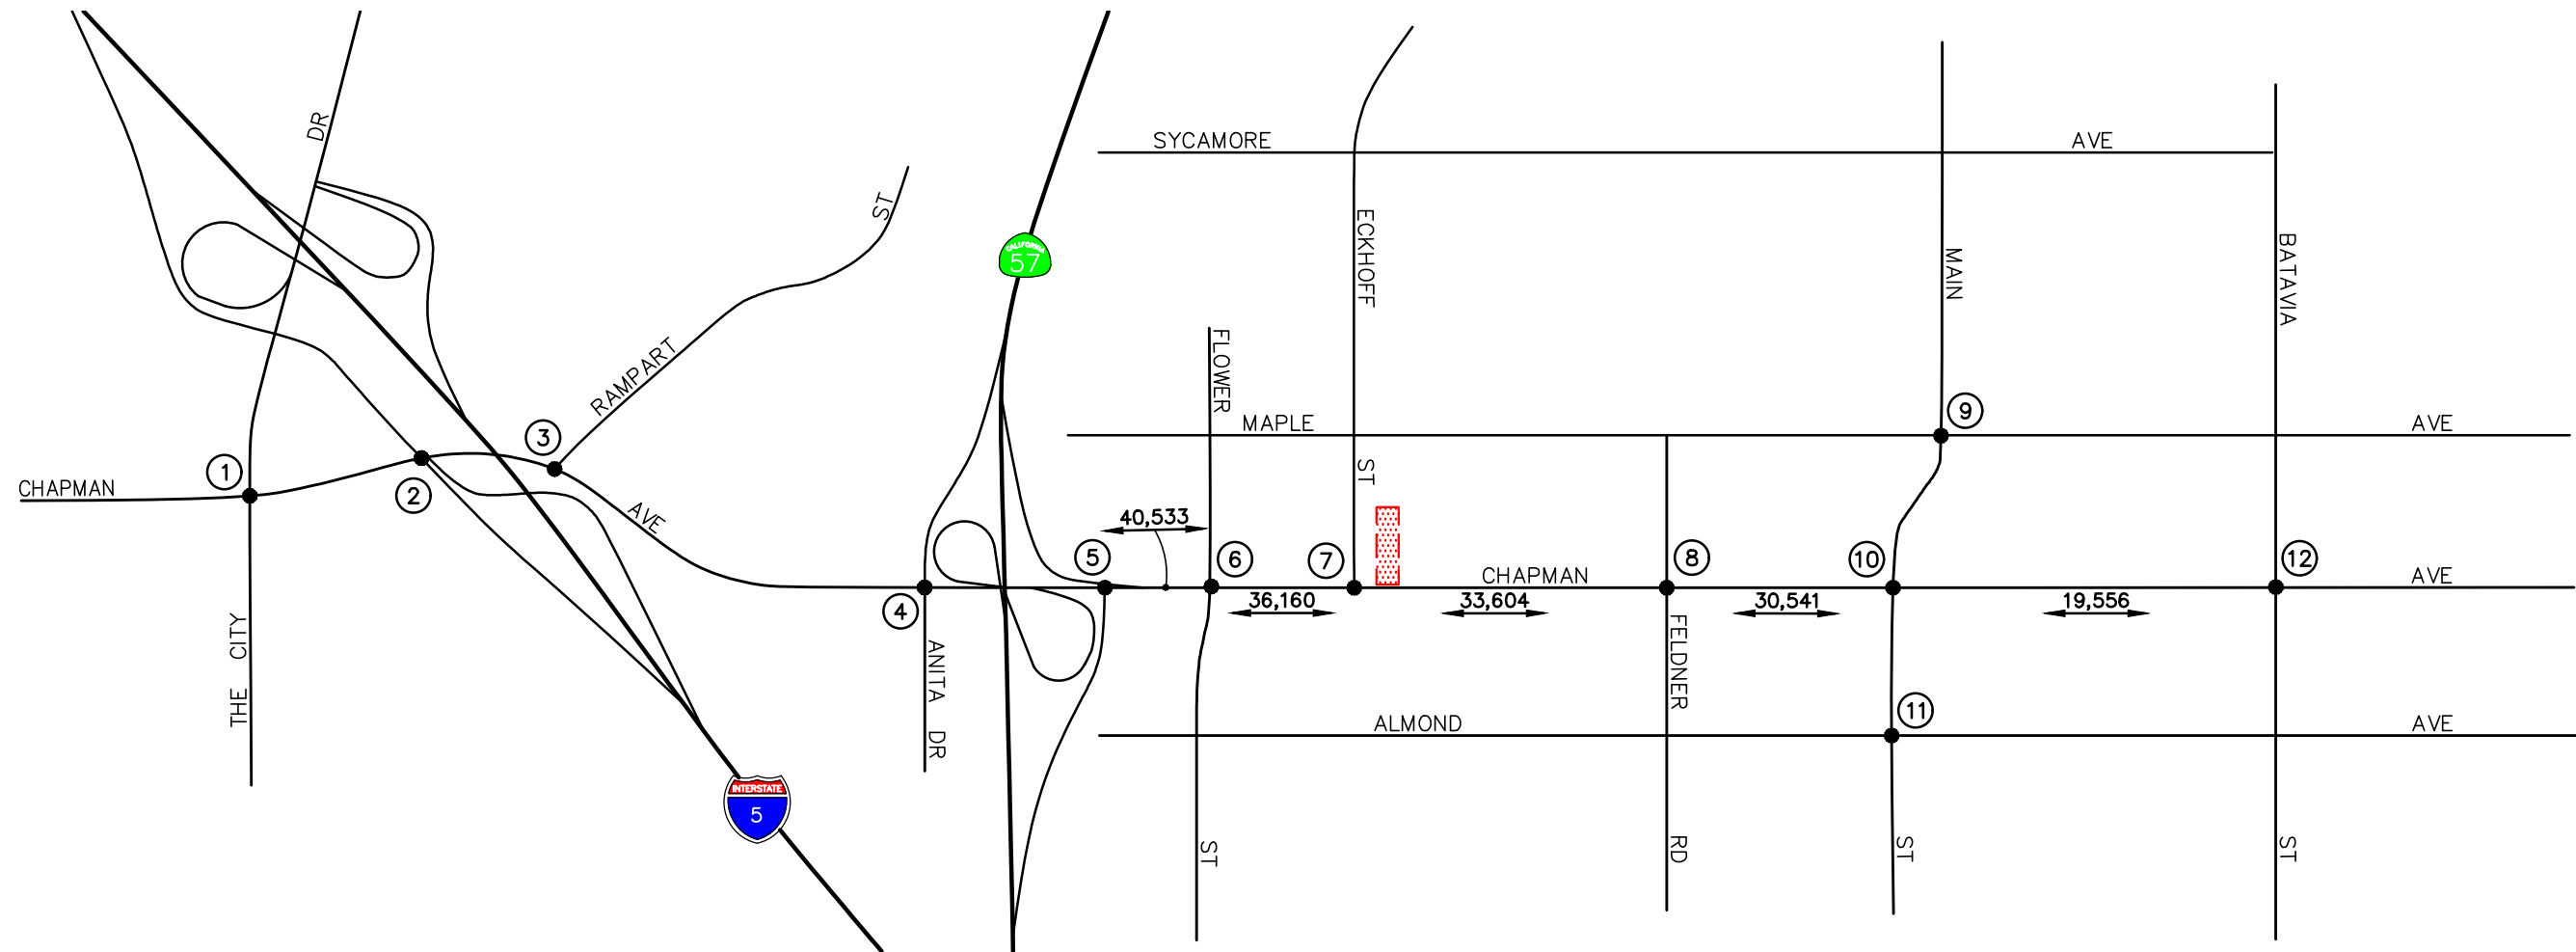 DR
SYCAMORE AVE
ST
ECKHOFF
CALIFORNIA
57
BATAVIA
MAIN
FLOWER
RAMPART
9
MAPLE AVE
3
1
ST
CHAPMAN
2
AVE
40,533
5
6
7
8
10
12
CHAPMAN AVE
36,160
33,604
30,541
19,556
4
THE CITY
ANITA DR
FELDNER
11
ALMOND AVE
INTERSTATE
5
ST
RD
ST
ST